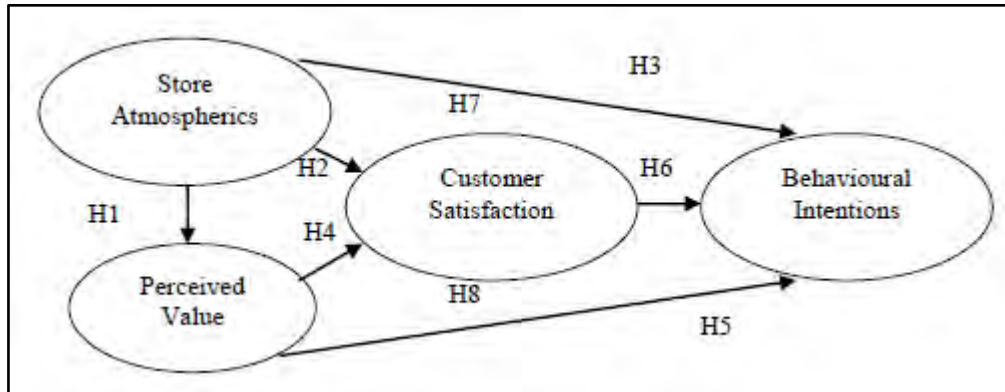 H3
Store
Atmospherics
H7
H2
Customer
Satisfaction
H6
Behavioural
Intentions
H1
H4
Perceived
Value
H8
H5